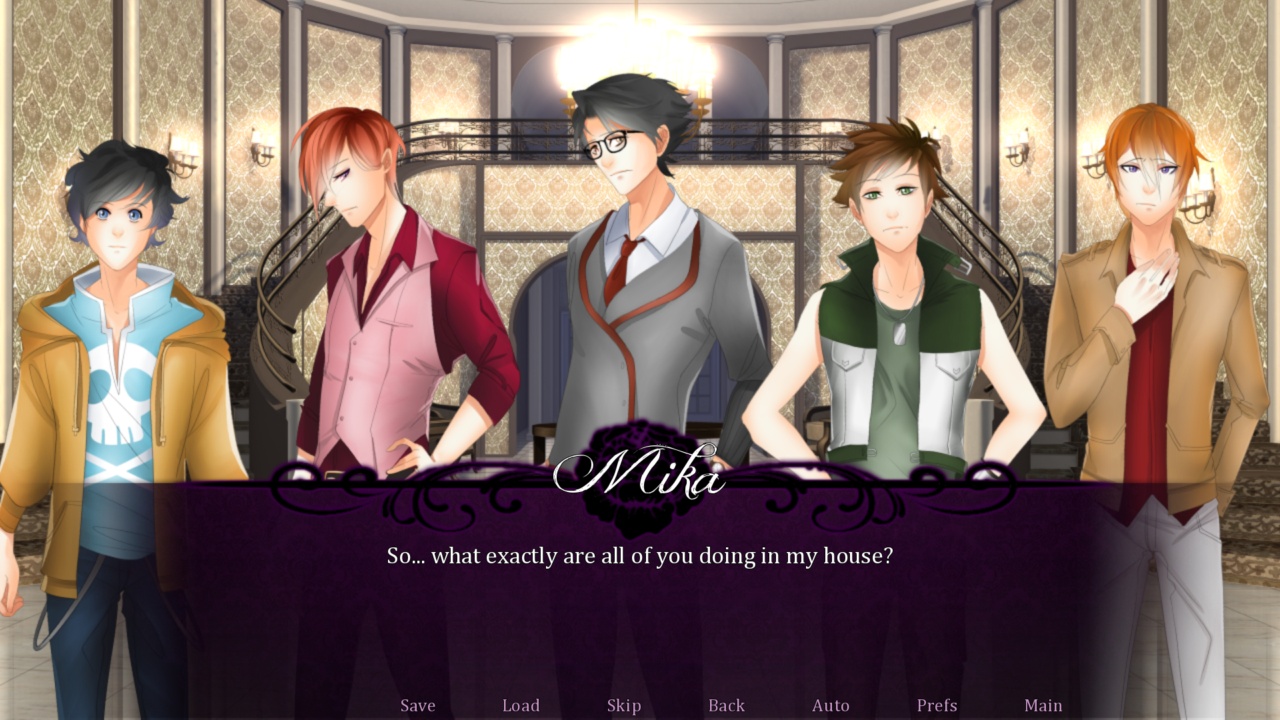 Mika
So... what exactly are all of you doing in my house?
Save Load Skip Back Auto Prefs Main